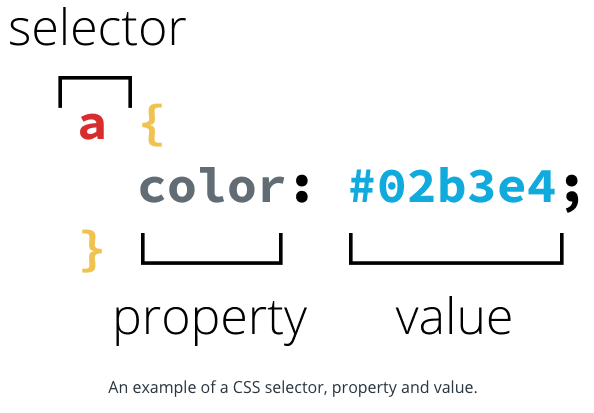 selector
a {
color: #02b3e4;
}
property value
An example of a CSS selector, property and value.